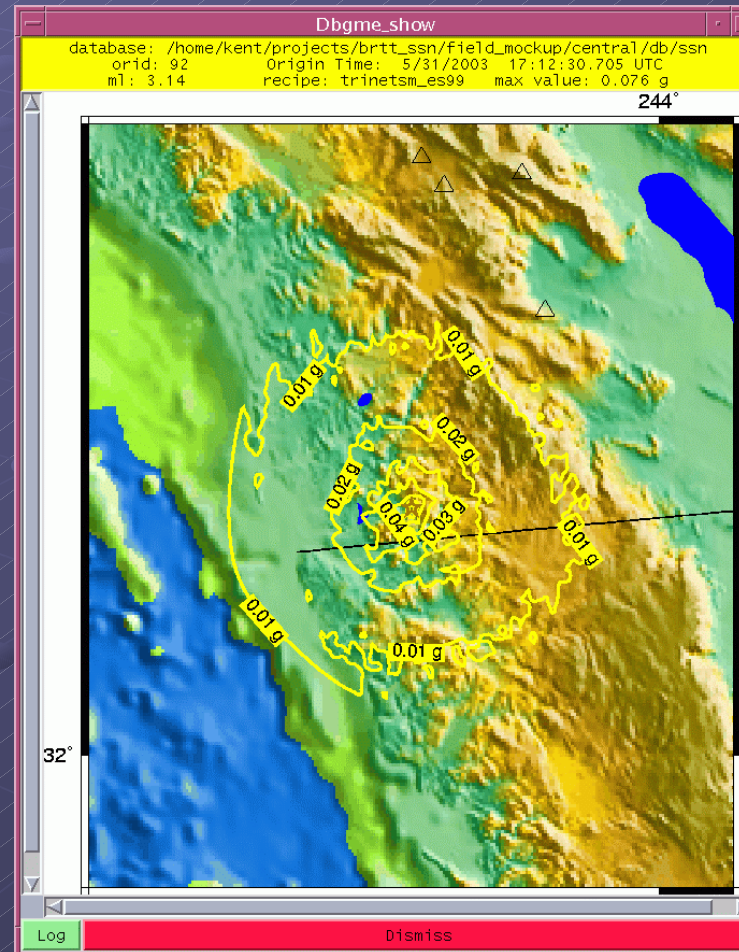 Dbgme_show
database: /home/kent/projects/brtt_ssn/field_mockup/central/db/ssn
orid: 92 Origin Time: 5/31/2003 17:12:30.705 UTC
ml: 3.14 recipe: trinetsm_es99 max value: 0.076 g
244°
0.01 g
0.01 g
0.02 g
0.02 g
0.04 g
0.03 g
0.01 g
0.01 g
0.01 g
32°
Log
Dismiss